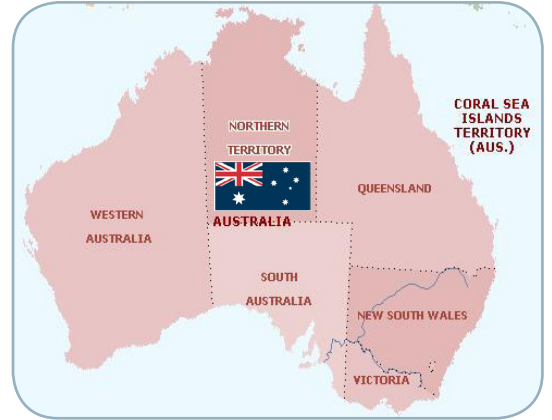 CORAL SEA
ISLANDS
TERRITORY
(AUS.)
NORTHERN
TERRITORY
QUEENSLAND
WESTERN
AUSTRALIA
AUSTRALIA
SOUTH
AUSTRALIA
NEW SOUTH WALES
VICTORIA